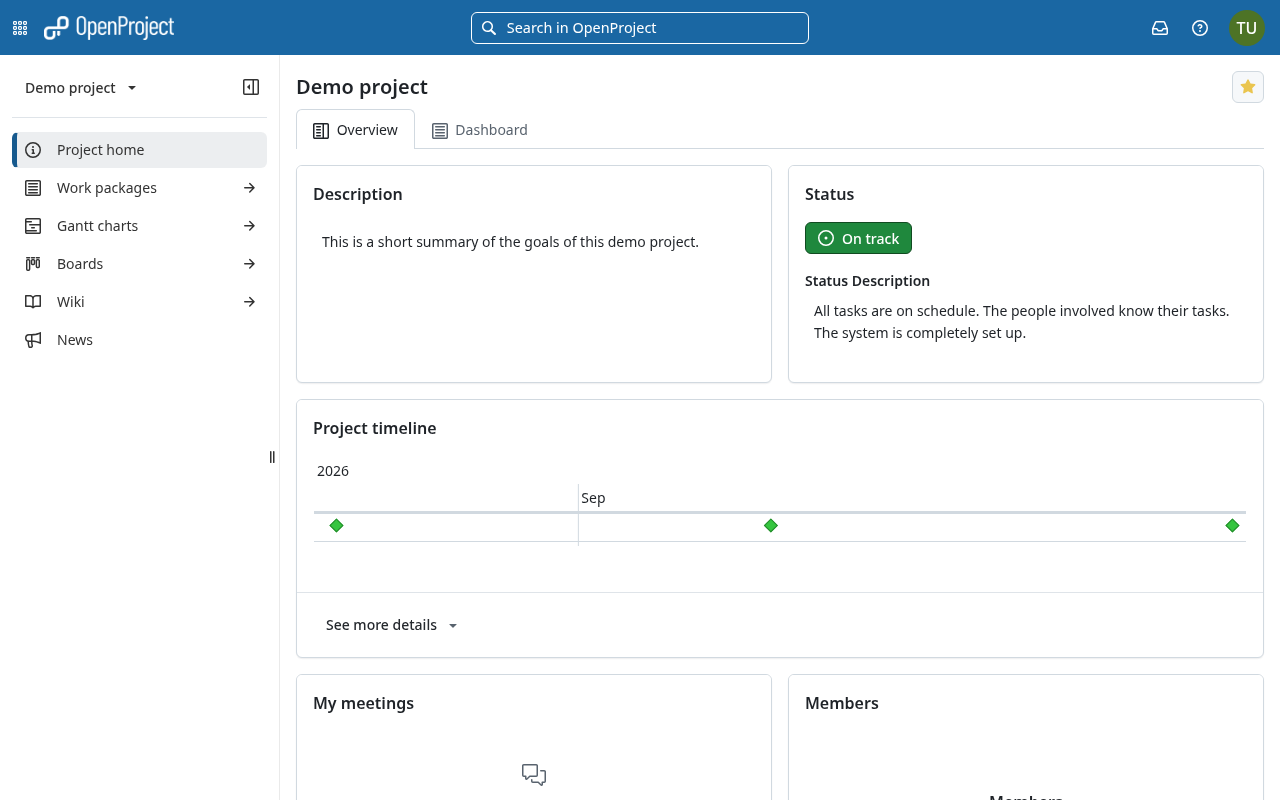 OpenProject
Search in OpenProject
TU
Demo project
Project home
Work packages
Gantt charts
Boards
Wiki
News
Demo project
Overview
Dashboard
Description
This is a short summary of the goals of this demo project.
Status
On track
Status Description
All tasks are on schedule. The people involved know their tasks.
The system is completely set up.
Project timeline
2026
Sep
See more details
My meetings
Members
Members